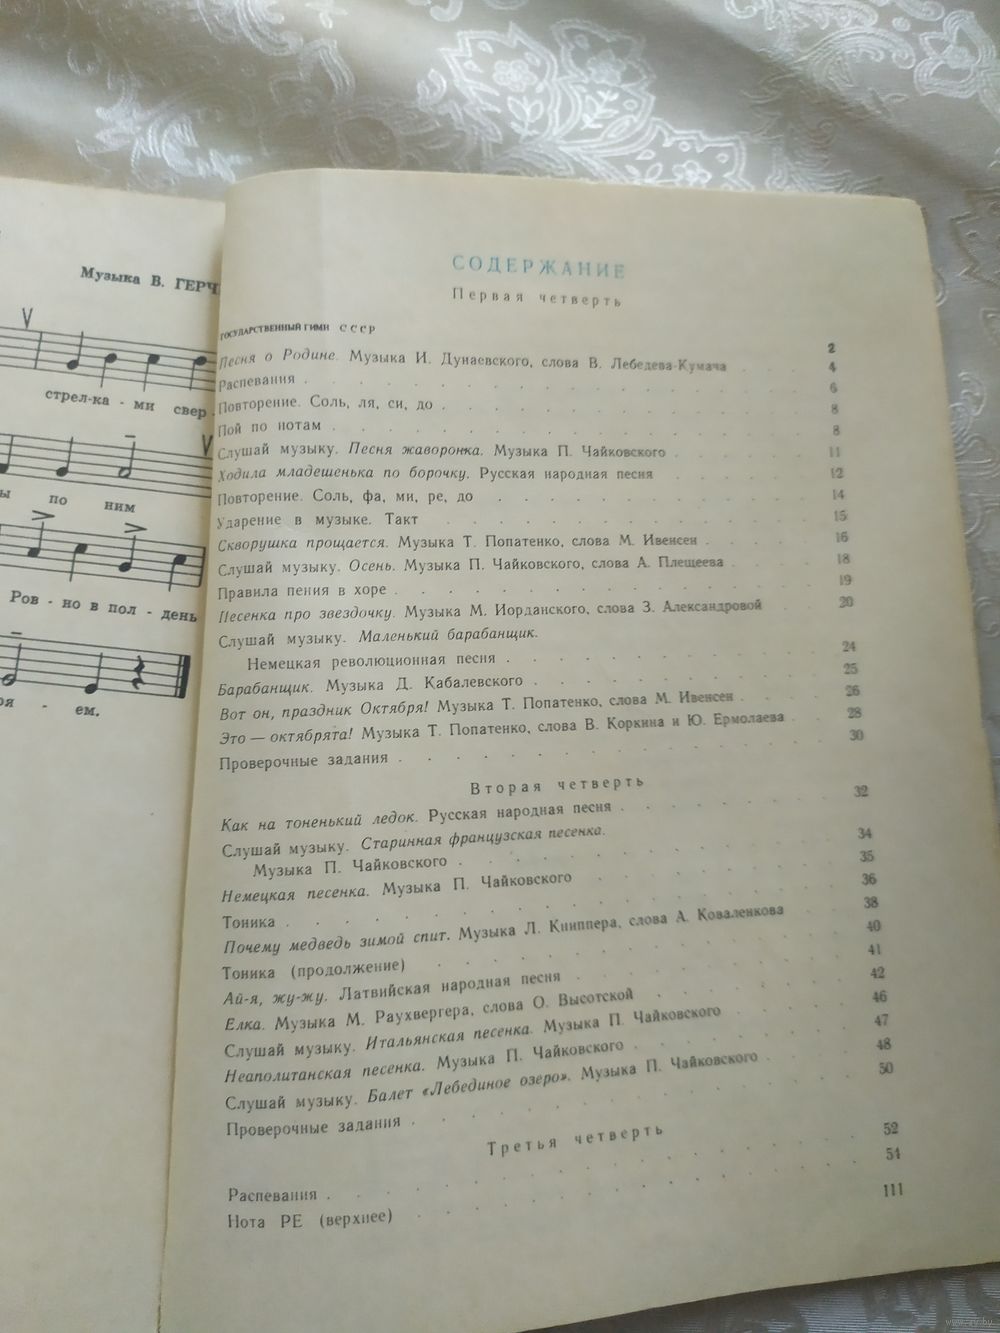 Музыка В. ГЕРЧ
стрел-ка - ми свер -
ы по ним
Ров - но в пол - день
ря - ем.
СОДЕРЖАНИЕ
Первая четверть
ГОСУДАРСТВЕННЫЙ ГИМН СССР 2
Песня о Родине. Музыка И. Дунаевского, слова В. Лебедева-Кумача 4
Распевания 6
Повторение. Соль, ля, си, до 8
Пой по нотам 8
Слушай музыку. Песня жаворонка. Музыка П. Чайковского 11
Ходила младешенька по борочку. Русская народная песня 12
Повторение. Соль, фа, ми, ре, до 14
Ударение в музыке. Такт 15
Скворушка прощается. Музыка Т. Попатенко, слова М. Ивенсен 16
Слушай музыку. Осень. Музыка П. Чайковского, слова А. Плещеева 18
Правила пения в хоре 19
Песенка про звездочку. Музыка М. Иорданского, слова З. Александровой 20
Слушай музыку. Маленький барабанщик.
Немецкая революционная песня 24
Барабанщик. Музыка Д. Кабалевского 25
Вот он, праздник Октября! Музыка Т. Попатенко, слова М. Ивенсен 26
Это — октябрята! Музыка Т. Попатенко, слова В. Коркина и Ю. Ермолаева 28
Проверочные задания 30
Вторая четверть
Как на тоненький ледок. Русская народная песня 32
Слушай музыку. Старинная французская песенка.
Музыка П. Чайковского 34
Немецкая песенка. Музыка П. Чайковского 35
Тоника 36
Почему медведь зимой спит. Музыка Л. Книппера, слова А. Коваленкова 38
Тоника (продолжение) 40
Ай-я, жу-жу. Латвийская народная песня 41
Елка. Музыка М. Раухвергера, слова О. Высотской 42
Слушай музыку. Итальянская песенка. Музыка П. Чайковского 46
Неаполитанская песенка. Музыка П. Чайковского 47
Слушай музыку. Балет «Лебединое озеро». Музыка П. Чайковского 48
Проверочные задания 50
Третья четверть
Распевания 52
Нота РЕ (верхнее) 54
111